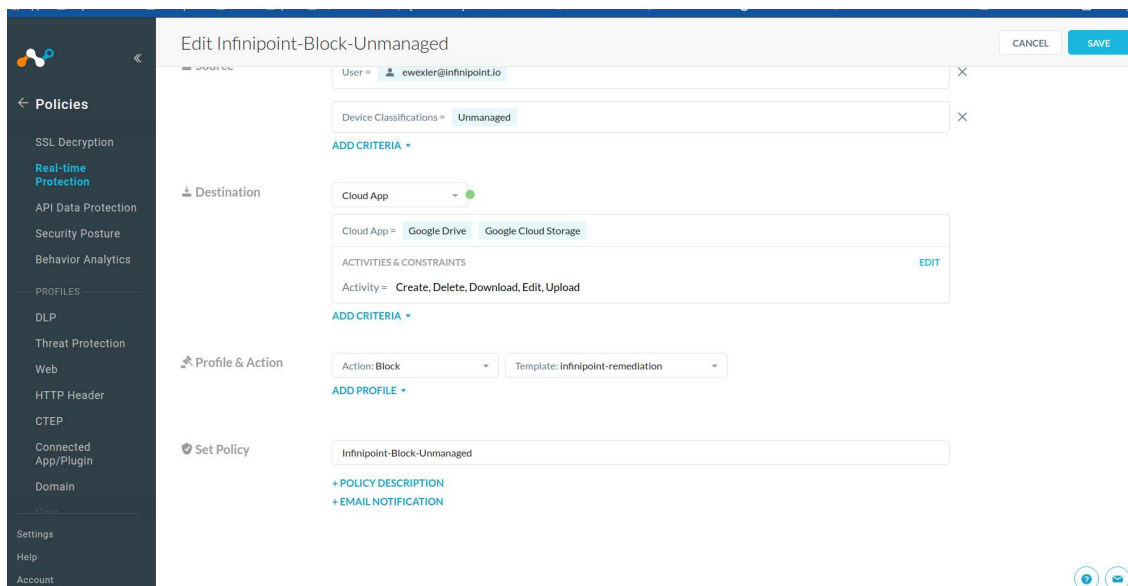 Edit Infinipoint-Block-Unmanaged
CANCEL
SAVE
Policies
SSL Decryption
Real-time
Protection
API Data Protection
Security Posture
Behavior Analytics
PROFILES
DLP
Threat Protection
Web
HTTP Header
CTEP
Connected
App/Plugin
Domain
Settings
Help
Account
Source
User = ewexler@infinipoint.io
Device Classifications = Unmanaged
ADD CRITERIA
Destination
Cloud App
Cloud App = Google Drive Google Cloud Storage
ACTIVITIES & CONSTRAINTS
EDIT
Activity = Create, Delete, Download, Edit, Upload
ADD CRITERIA
Profile & Action
Action: Block
Template: infinipoint-remediation
ADD PROFILE
Set Policy
Infinipoint-Block-Unmanaged
+ POLICY DESCRIPTION
+ EMAIL NOTIFICATION